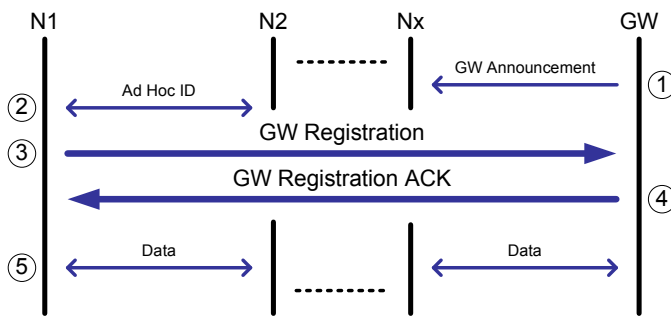 N1 N2 Nx GW
GW Announcement 1
2 Ad Hoc ID
3 GW Registration
GW Registration ACK 4
5 Data Data